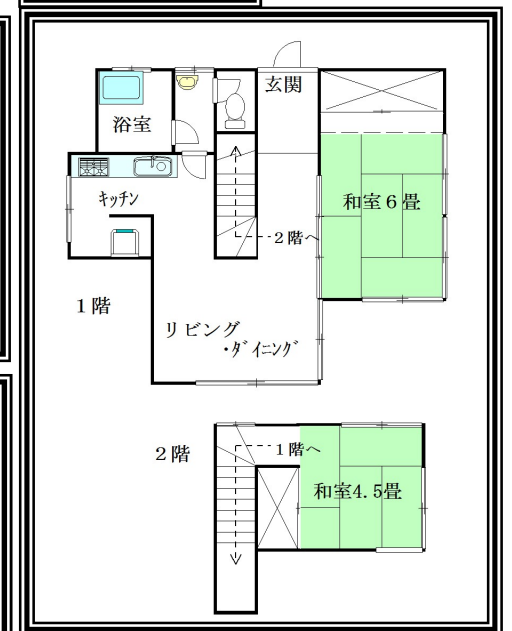 玄関
浴室
キッチン
和室6畳
2階へ
1階
リビング
・ダイニング
2階
1階へ
和室4.5畳